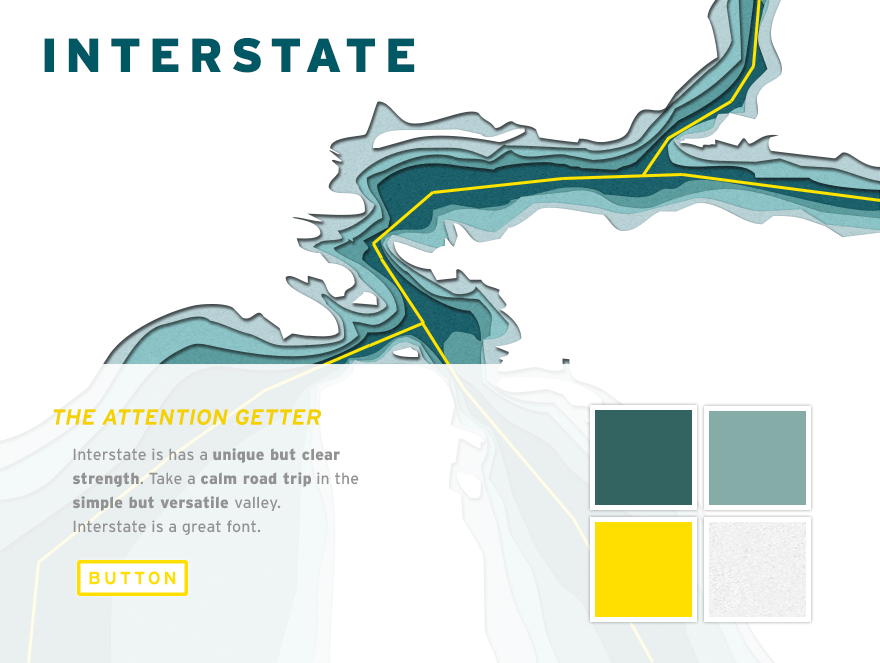 INTERSTATE
THE ATTENTION GETTER
Interstate is has a unique but clear
strength. Take a calm road trip in the
simple but versatile valley.
Interstate is a great font.
BUTTON